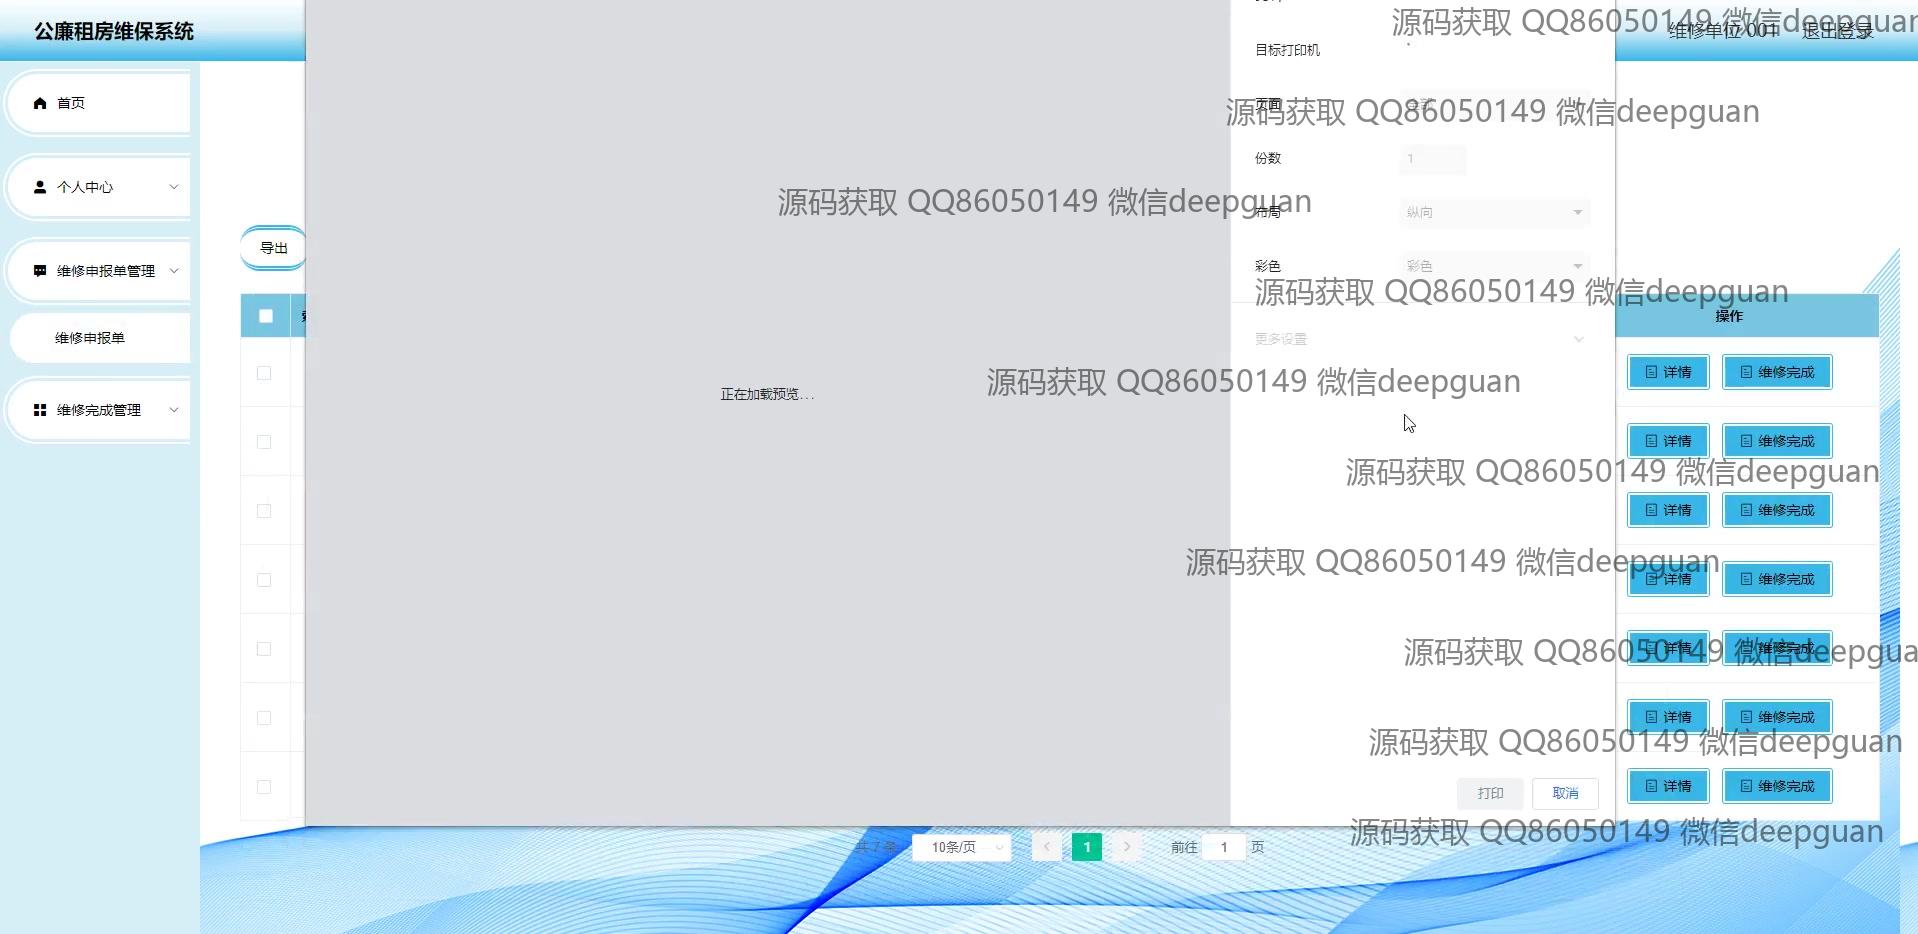 公廉租房维保系统
源码获取 QQ86050149 微信deepguan
维修单位 001 退出登录
目标打印机
首页
页面
源码获取 QQ86050149 微信deepguan
份数 1
个人中心
源码获取 QQ86050149 微信deepguan
布局 纵向
导出
彩色 彩色
维修申报单管理
源码获取 QQ86050149 微信deepguan
操作
维修申报单
更多设置
详情 维修完成
源码获取 QQ86050149 微信deepguan
正在加载预览...
维修完成管理
详情 维修完成
源码获取 QQ86050149 微信deepguan
详情 维修完成
源码获取 QQ86050149 微信deepguan
详情 维修完成
源码获取 QQ86050149 微信deepgua
详情 维修完成
详情 维修完成
源码获取 QQ86050149 微信deepguan
详情 维修完成
打印 取消
源码获取 QQ86050149 微信deepguan
共 7 条 10条/页 1 前往 1 页